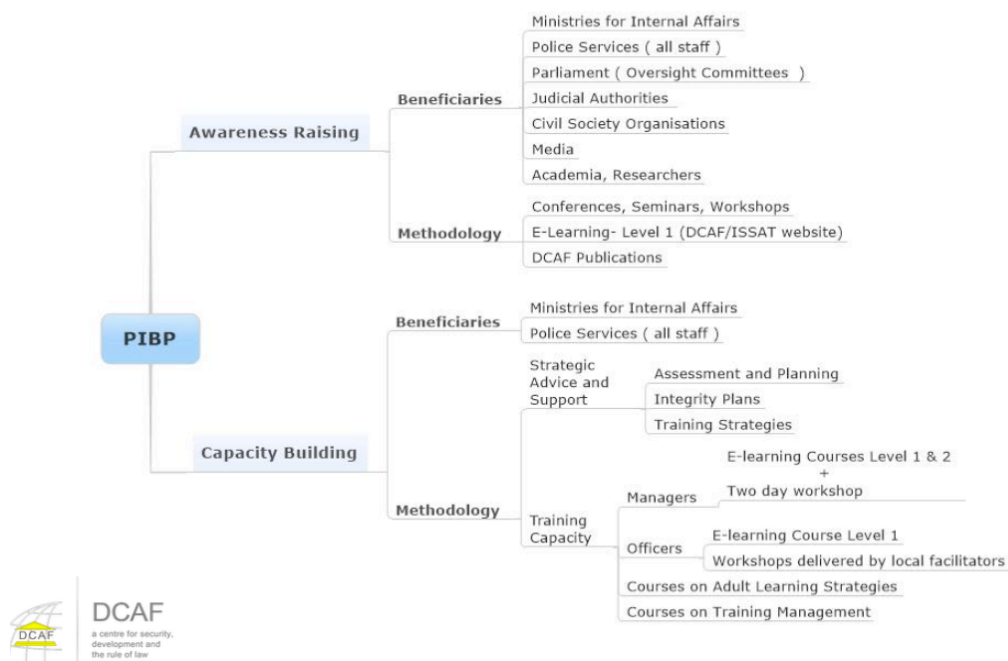 PIBP
Awareness Raising
Beneficiaries
Ministries for Internal Affairs
Police Services ( all staff )
Parliament ( Oversight Committees )
Judicial Authorities
Civil Society Organisations
Media
Academia, Researchers
Methodology
Conferences, Seminars, Workshops
E-Learning- Level 1 (DCAF/ISSAT website)
DCAF Publications
Capacity Building
Beneficiaries
Ministries for Internal Affairs
Police Services ( all staff )
Methodology
Strategic
Advice and
Support
Assessment and Planning
Integrity Plans
Training Strategies
Training
Capacity
Managers
E-learning Courses Level 1 & 2
+
Two day workshop
Officers
E-learning Course Level 1
Workshops delivered by local facilitators
Courses on Adult Learning Strategies
Courses on Training Management
DCAF
DCAF
a centre for security,
development and
the rule of law